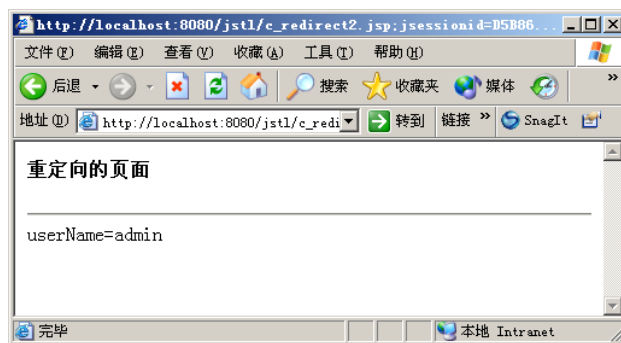 http://localhost:8080/jstl/c_redirect2.jsp;jsessionid=D5B86...
文件(F) 编辑(E) 查看(V) 收藏(A) 工具(T) 帮助(H)
后退 搜索 收藏夹 媒体 »
地址(D) http://localhost:8080/jstl/c_redi 转到 链接 » SnagIt
重定向的页面
userName=admin
完毕 本地 Intranet